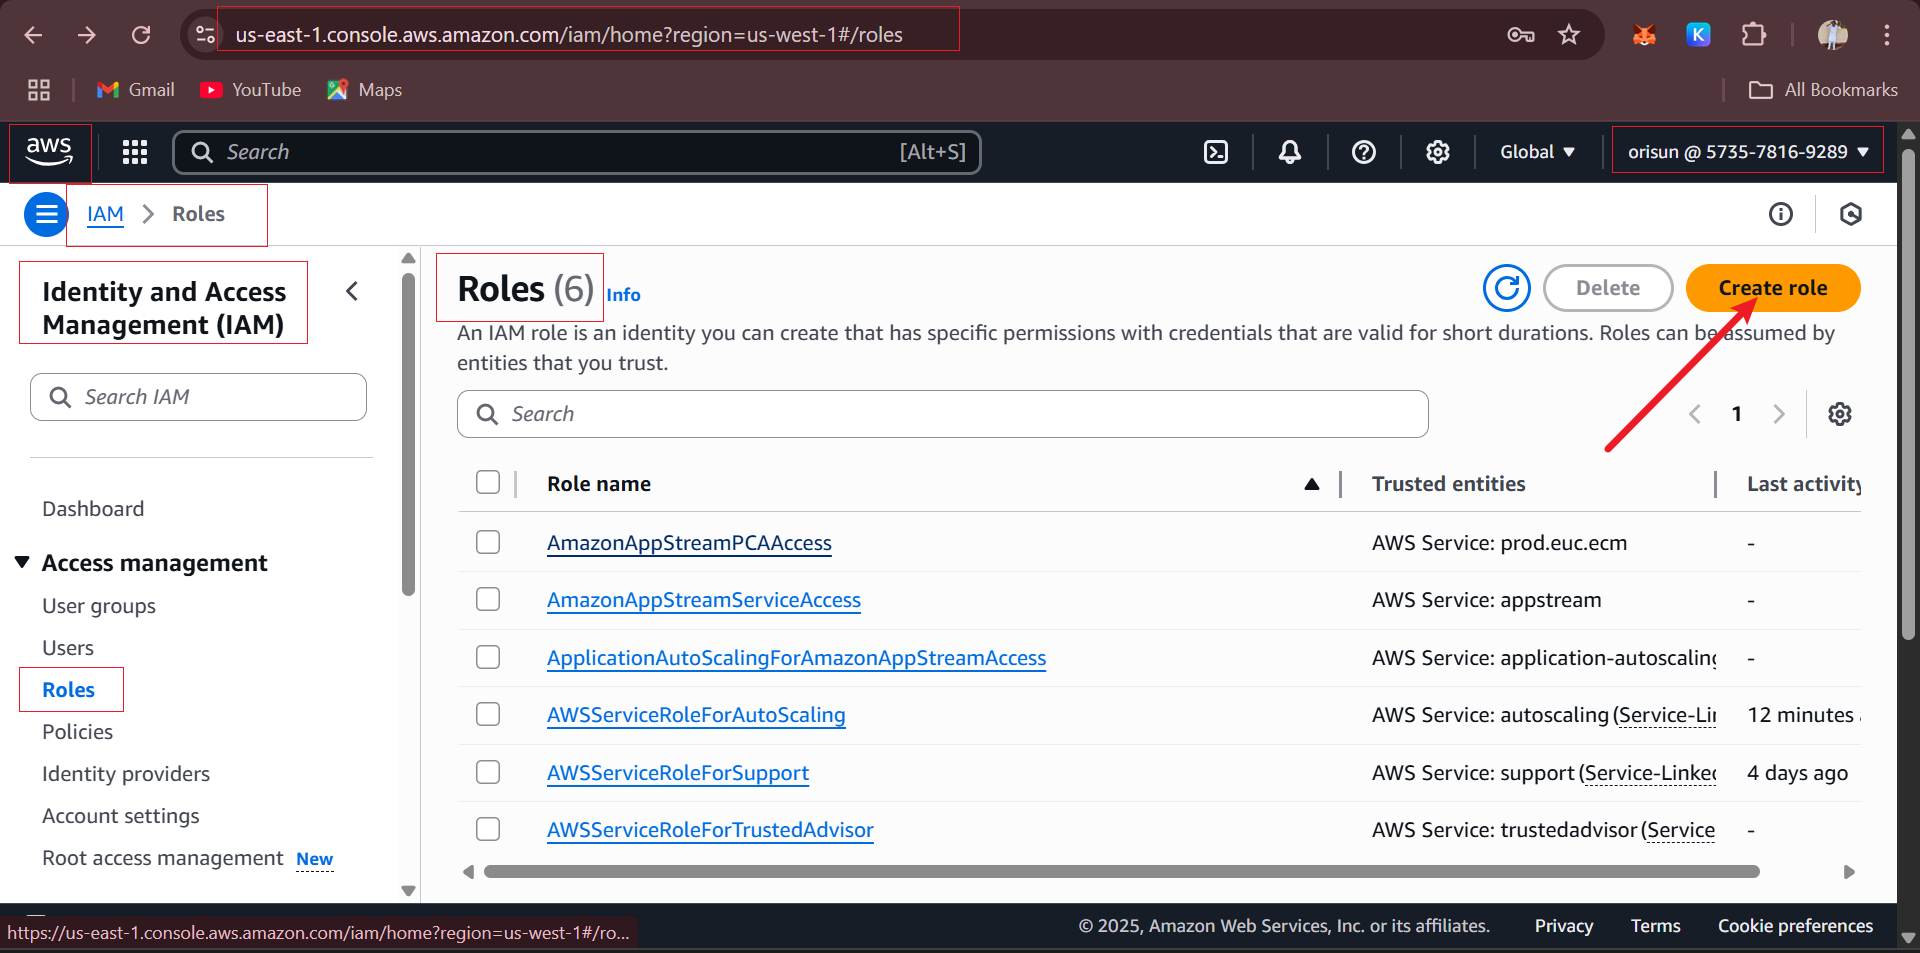 us-east-1.console.aws.amazon.com/iam/home?region=us-west-1#/roles
K
Gmail
YouTube
Maps
All Bookmarks
aws
Search
[Alt+S]
Global
orisun @ 5735-7816-9289
IAM
Roles
Identity and Access
Management (IAM)
Search IAM
Dashboard
Access management
User groups
Users
Roles
Policies
Identity providers
Account settings
Root access management New
Roles (6) Info
Delete
Create role
An IAM role is an identity you can create that has specific permissions with credentials that are valid for short durations. Roles can be assumed by
entities that you trust.
Search
1
Role name Trusted entities Last activity
AmazonAppStreamPCAAccess AWS Service: prod.euc.ecm -
AmazonAppStreamServiceAccess AWS Service: appstream -
ApplicationAutoScalingForAmazonAppStreamAccess AWS Service: application-autoscaling -
AWSServiceRoleForAutoScaling AWS Service: autoscaling (Service-Lin 12 minutes a
AWSServiceRoleForSupport AWS Service: support (Service-Linked 4 days ago
AWSServiceRoleForTrustedAdvisor AWS Service: trustedadvisor (Service -
https://us-east-1.console.aws.amazon.com/iam/home?region=us-west-1#/ro...
© 2025, Amazon Web Services, Inc. or its affiliates.
Privacy
Terms
Cookie preferences